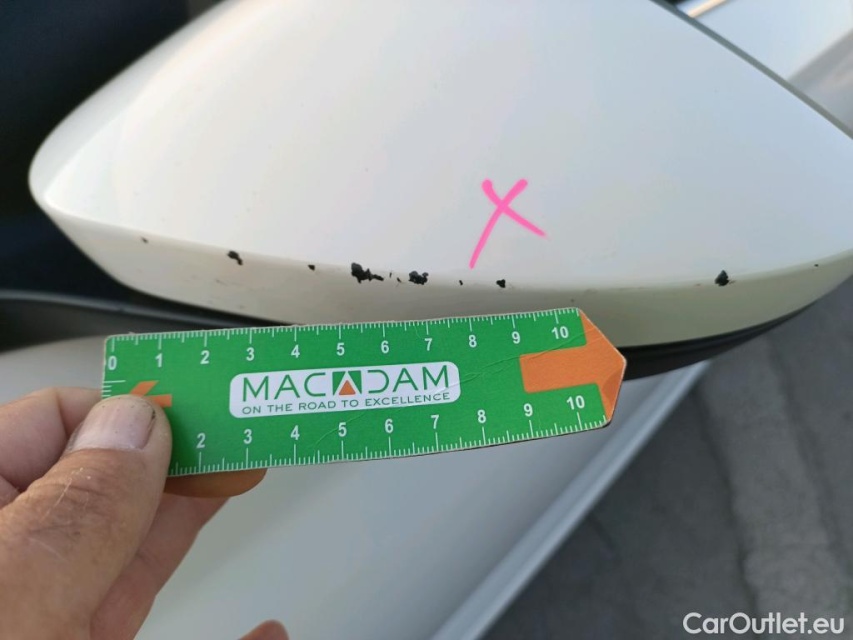 X
0 1 2 3 4 5 6 7 8 9 10
MACADAM
ON THE ROAD TO EXCELLENCE
2 3 4 5 6 7 8 9 10
CarOutlet.eu